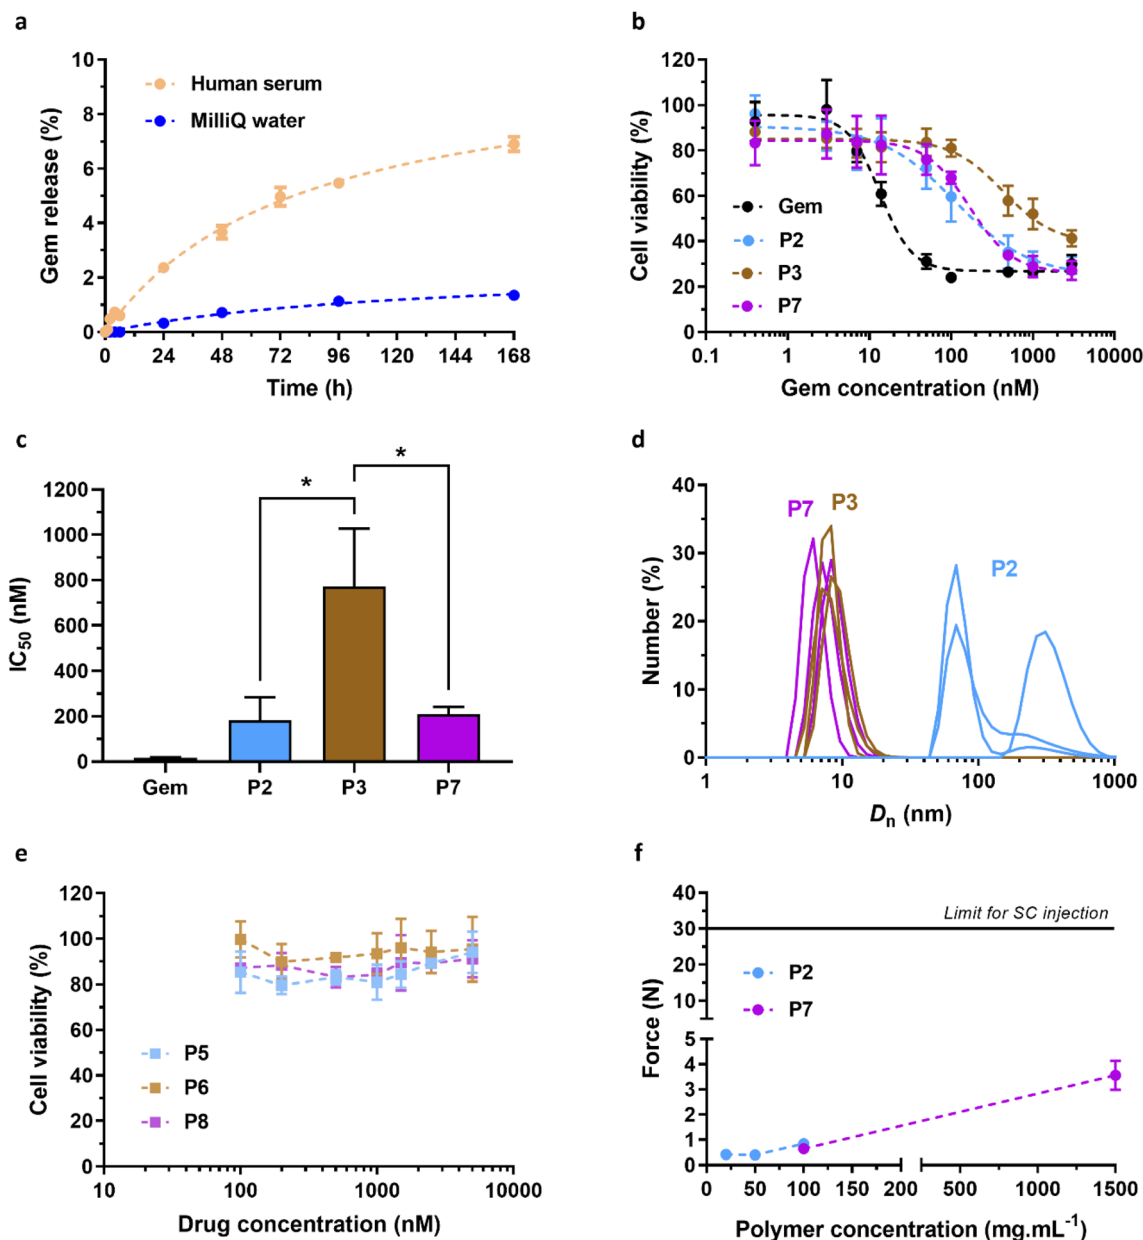 a
Gem release (%)
10
8
6
4
2
0
Human serum
MilliQ water
0 24 48 72 96 120 144 168
Time (h)
b
Cell viability (%)
120
100
80
60
40
20
0
Gem
P2
P3
P7
0.1 1 10 100 1000 10000
Gem concentration (nM)
c
IC50 (nM)
1200
1000
800
600
400
200
0
* *
Gem P2 P3 P7
d
Number (%)
40
30
20
10
0
P7 P3
P2
1 10 100 1000
Dn (nm)
e
Cell viability (%)
120
100
80
60
40
20
0
P5
P6
P8
10 100 1000 10000
Drug concentration (nM)
f
Force (N)
40
30
20
10
5
4
3
2
1
0
Limit for SC injection
P2
P7
0 50 100 150 200 500 1000 1500
Polymer concentration (mg.mL-1)